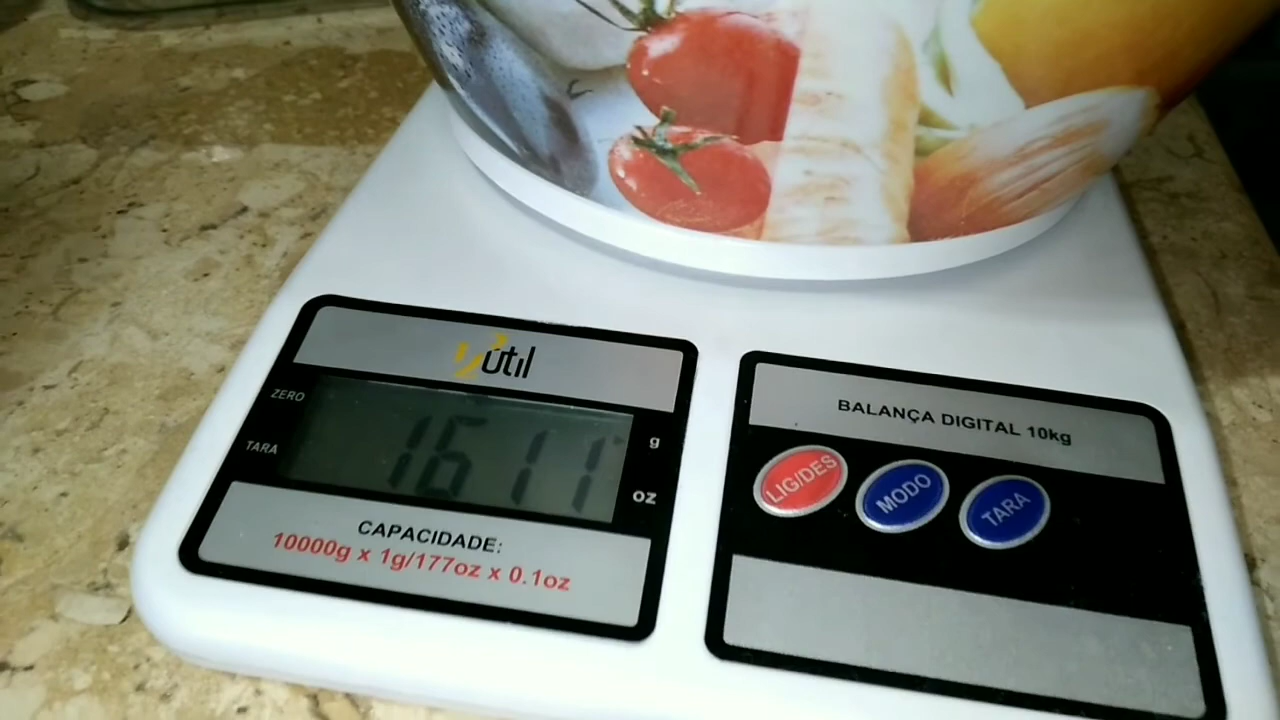 útil
ZERO
TARA
1611
g
oz
CAPACIDADE:
10000g x 1g/177oz x 0.1oz
BALANÇA DIGITAL 10kg
LIG/DES
MODO
TARA